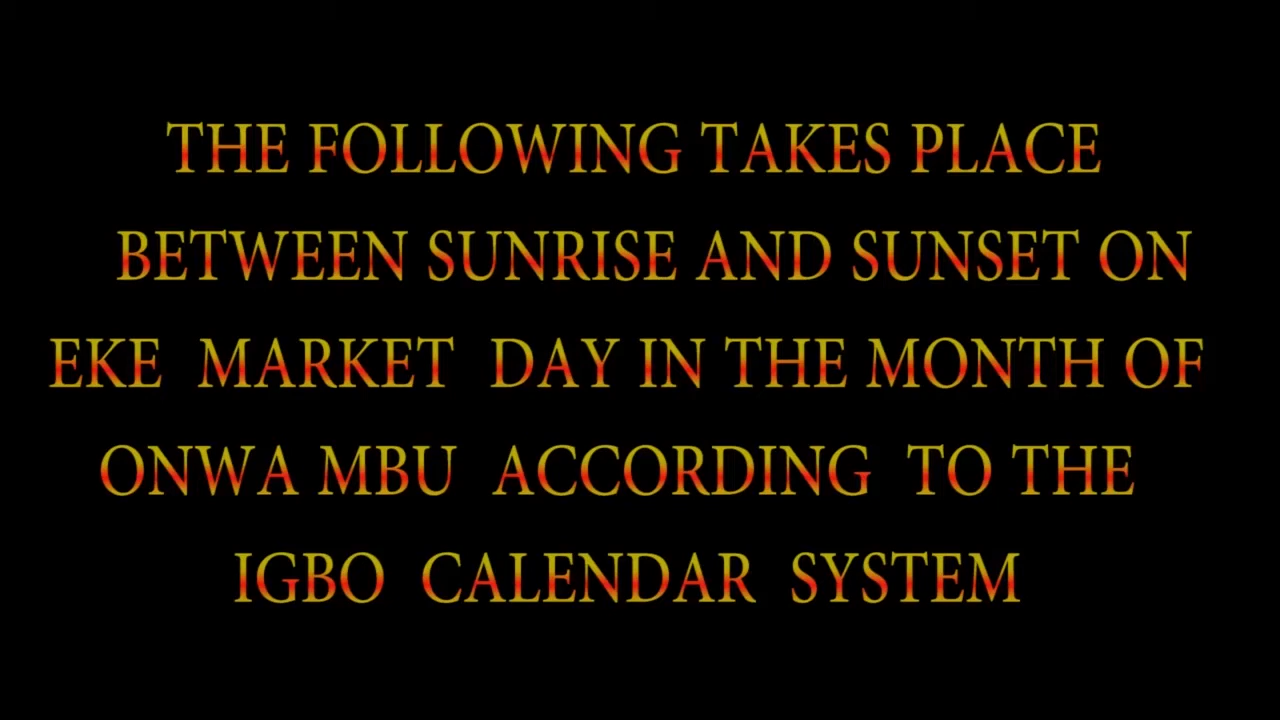 THE FOLLOWING TAKES PLACE
BETWEEN SUNRISE AND SUNSET ON
EKE MARKET DAY IN THE MONTH OF
ONWA MBU ACCORDING TO THE
IGBO CALENDAR SYSTEM